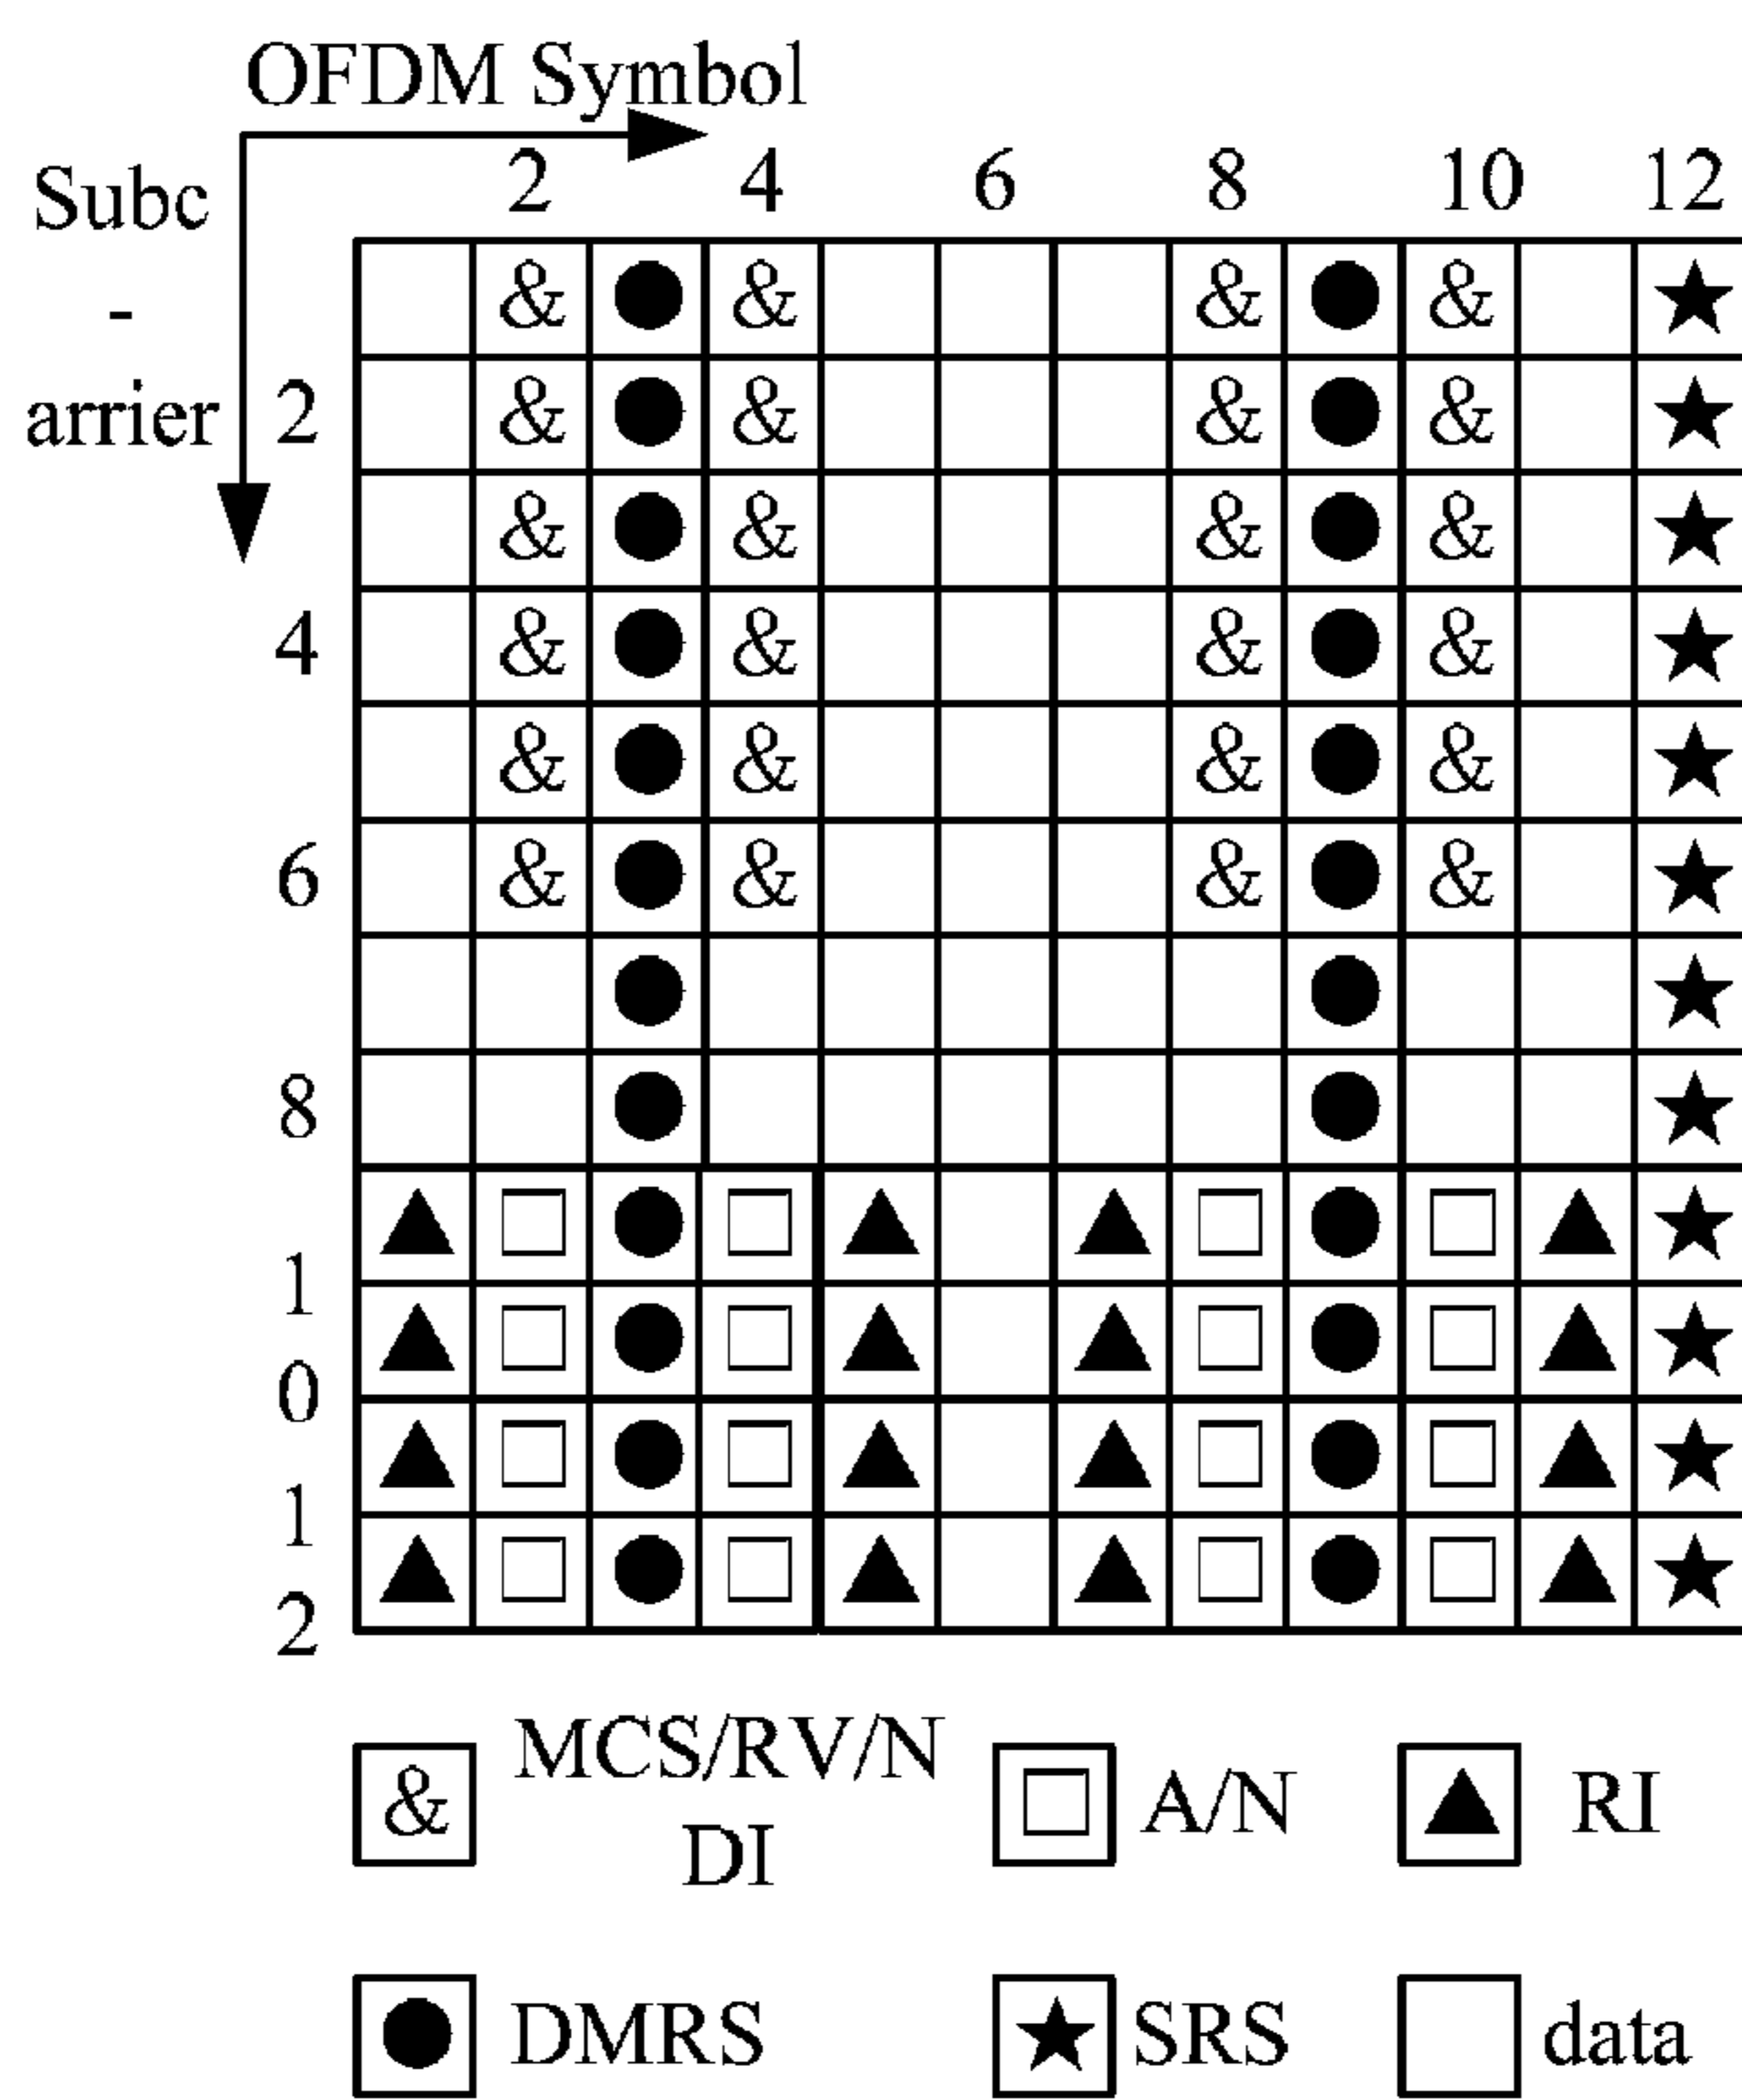 OFDM Symbol
Subc
-
arrier
2 4 6 8 10 12
& & & &
2 & & & &
& & & &
4 & & & &
& & & &
6 & & & &
8
1
0
1
2
& MCS/RV/N
DI
A/N
RI
DMRS
SRS
data